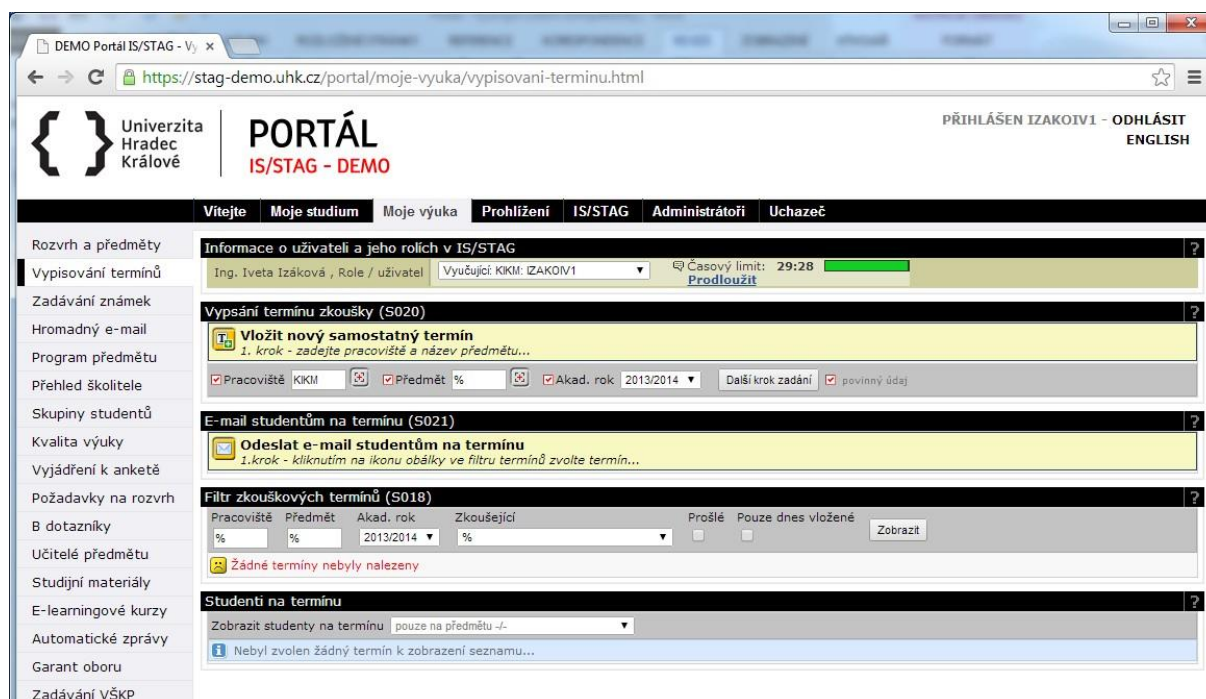 DEMO Portál IS/STAG - Vy
https://stag-demo.uhk.cz/portal/moje-vyuka/vypisovani-terminu.html
Univerzita
Hradec
Králové
PORTÁL
IS/STAG - DEMO
PŘIHLÁŠEN IZAKOIV1 - ODHLÁSIT
ENGLISH
Vítejte Moje studium Moje výuka Prohlížení IS/STAG Administrátoři Uchazeč
Rozvrh a předměty
Vypisování termínů
Zadávání známek
Hromadný e-mail
Program předmětu
Přehled školitele
Skupiny studentů
Kvalita výuky
Vyjádření k anketě
Požadavky na rozvrh
B dotazníky
Učitelé předmětu
Studijní materiály
E-learningové kurzy
Automatické zprávy
Garant oboru
Zadávání VŠKP
Informace o uživateli a jeho rolích v IS/STAG ?
Ing. Iveta Izáková , Role / uživatel Vyučující: KIKM: IZAKOIV1 Časový limit: 29:28
Prodloužit
Vypsání termínu zkoušky (S020) ?
Vložit nový samostatný termín
1. krok - zadejte pracoviště a název předmětu...
Pracoviště KIKM Předmět % Akad. rok 2013/2014 Další krok zadání povinný údaj
E-mail studentům na termínu (S021) ?
Odeslat e-mail studentům na termínu
1.krok - kliknutím na ikonu obálky ve filtru termínů zvolte termín...
Filtr zkouškových termínů (S018) ?
Pracoviště Předmět Akad. rok Zkoušející Prošlé Pouze dnes vložené
% % 2013/2014 % Zobrazit
Žádné termíny nebyly nalezeny
Studenti na termínu ?
Zobrazit studenty na termínu pouze na předmětu -/-
Nebyl zvolen žádný termín k zobrazení seznamu...